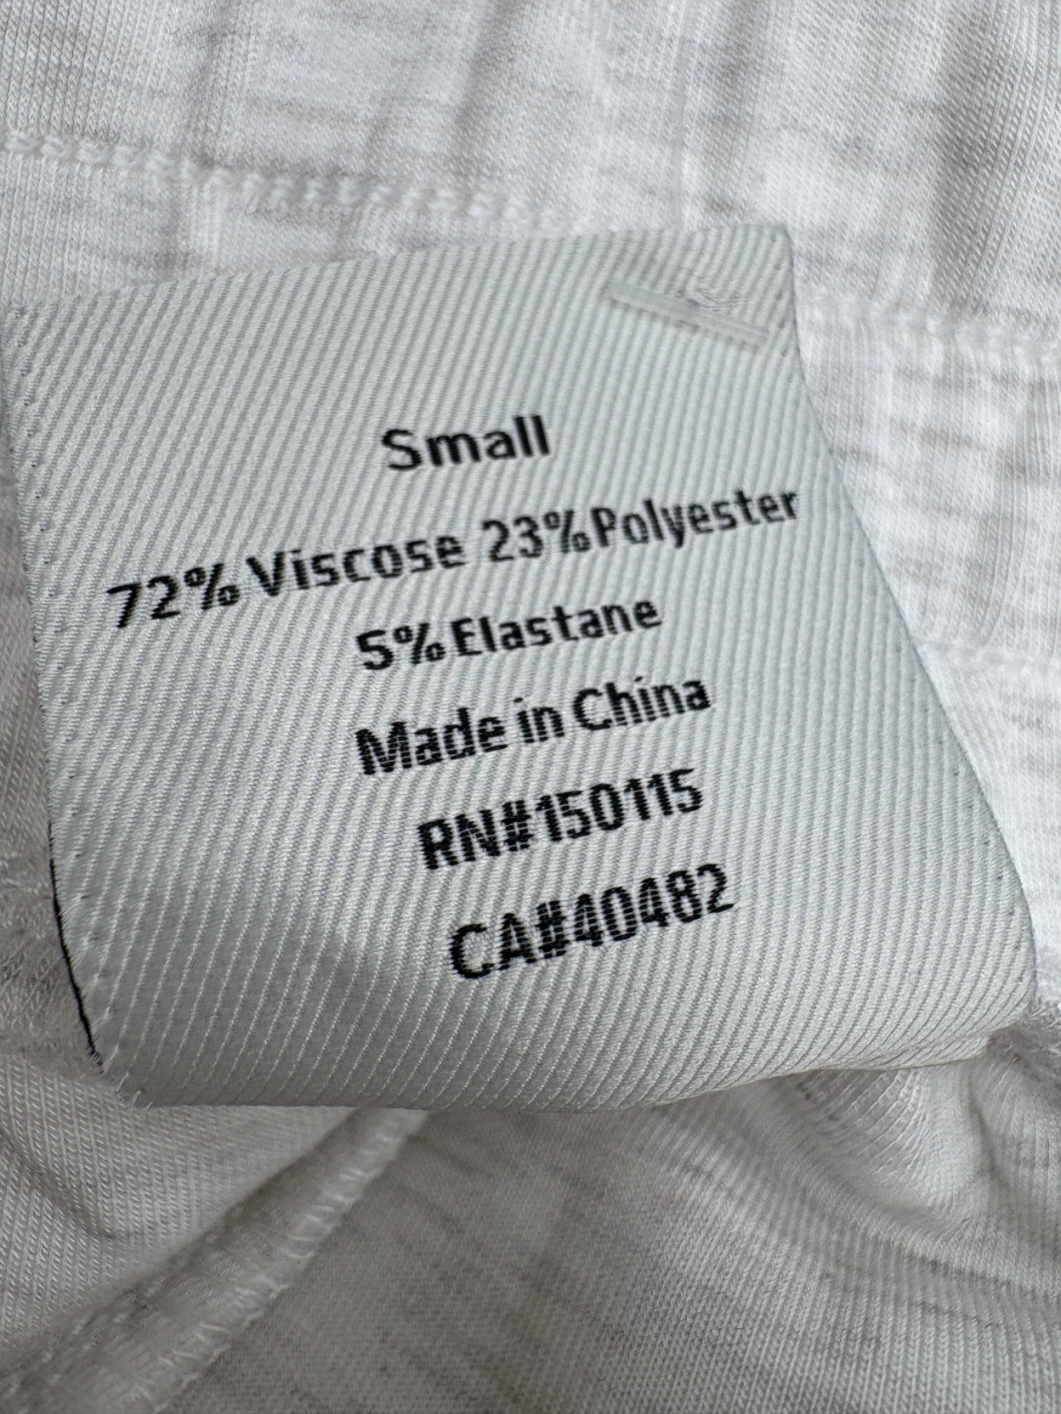 Small
72% Viscose 23% Polyester
5% Elastane
Made in China
RN#150115
CA#40482